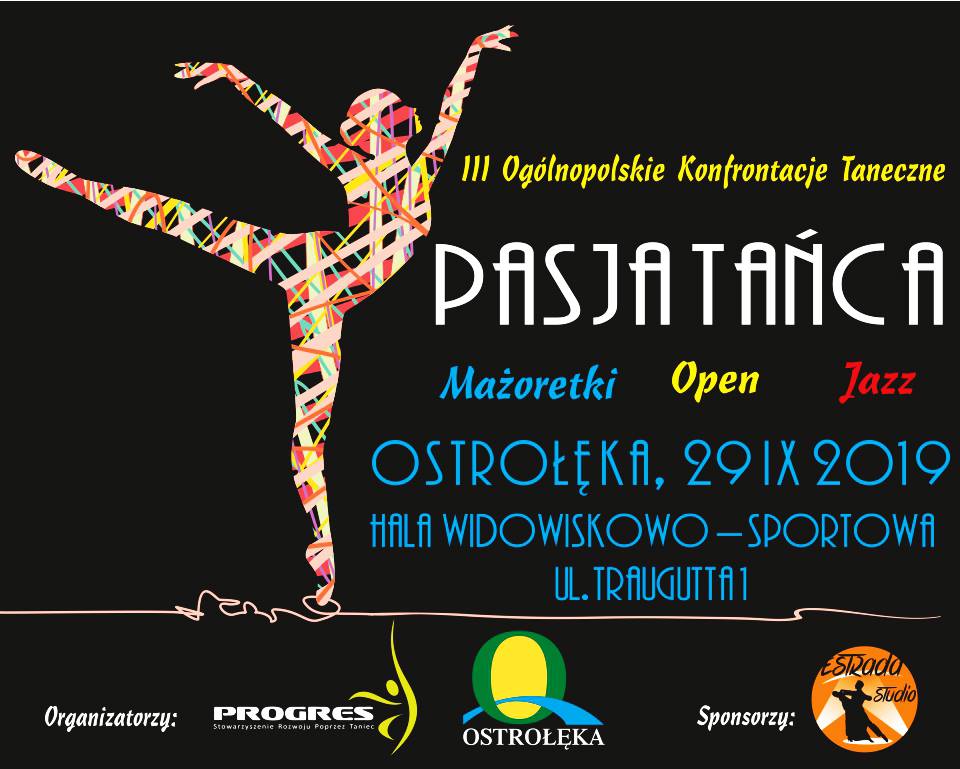 III Ogólnopolskie Konfrontacje Taneczne
PASJA TAŃCA
Mażoretki Open Jazz
OSTROŁĘKA, 29 IX 2019
HALA WIDOWISKOWO – SPORTOWA
UL. TRAUGUTTA 1
Organizatorzy:
PROGRES
Stowarzyszenie Rozwoju Poprzez Taniec
OSTROŁĘKA
Sponsorzy:
EStRada
Studio